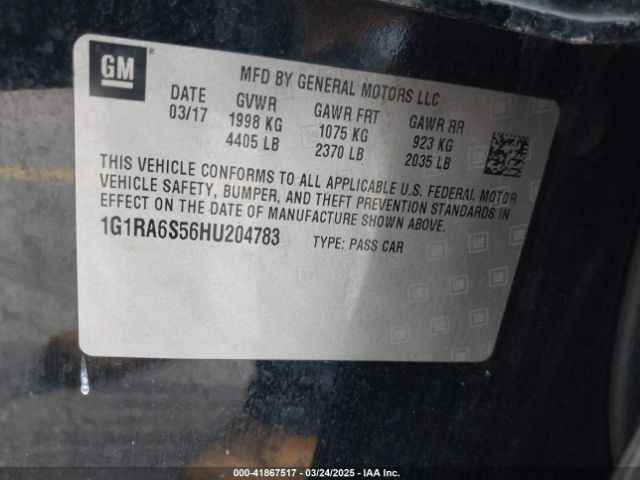 GM
MFD BY GENERAL MOTORS LLC
DATE GVWR GAWR FRT GAWR RR
03/17 1998 KG 1075 KG 923 KG
4405 LB 2370 LB 2035 LB
THIS VEHICLE CONFORMS TO ALL APPLICABLE U.S. FEDERAL MOTOR
VEHICLE SAFETY, BUMPER, AND THEFT PREVENTION STANDARDS IN
EFFECT ON THE DATE OF MANUFACTURE SHOWN ABOVE.
1G1RA6S56HU204783 TYPE: PASS CAR
000-41867517 - 03/24/2025 - IAA Inc.